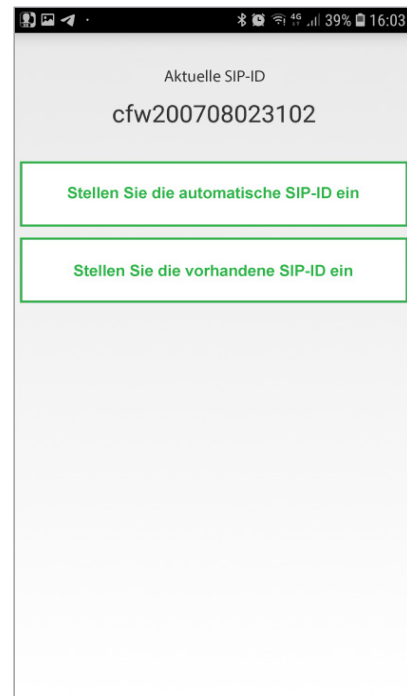 4G 39% 16:03
Aktuelle SIP-ID
cfw200708023102
Stellen Sie die automatische SIP-ID ein
Stellen Sie die vorhandene SIP-ID ein